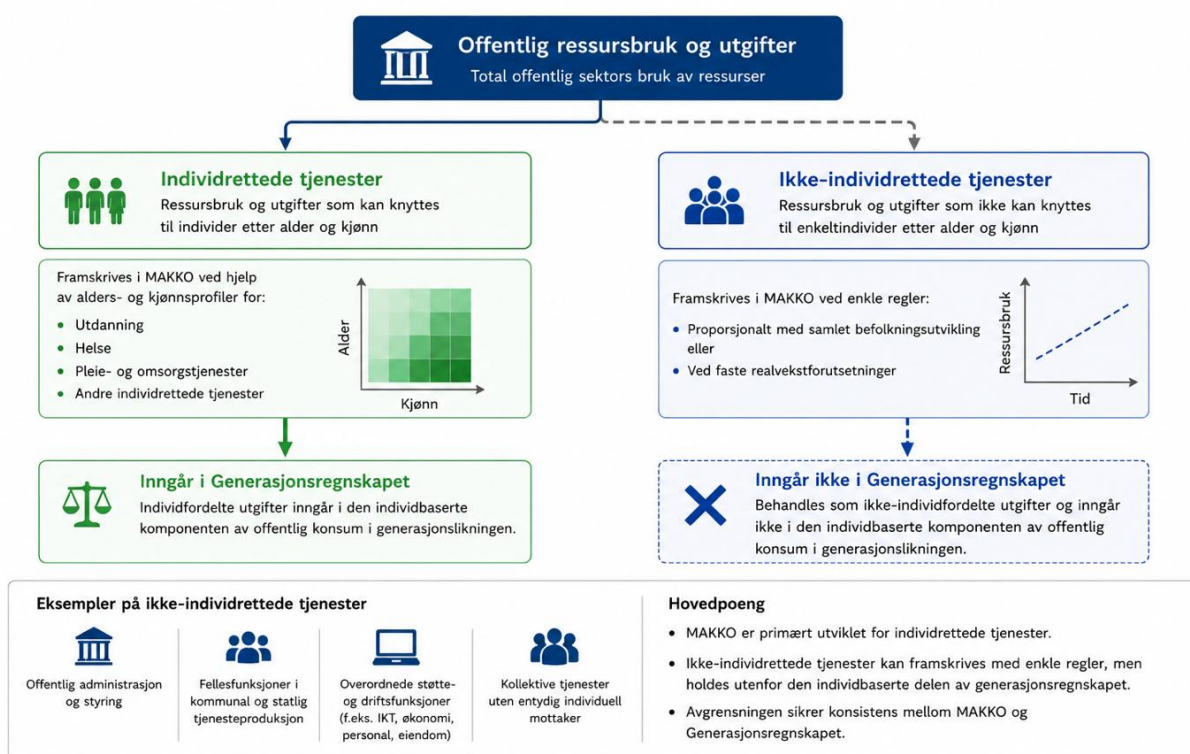 Offentlig ressursbruk og utgifter
Total offentlig sektors bruk av ressurser
Individrettede tjenester
Ressursbruk og utgifter som kan knyttes
til individer etter alder og kjønn
Ikke-individrettede tjenester
Ressursbruk og utgifter som ikke kan knyttes
til enkeltindivider etter alder og kjønn
Framskrives i MAKKO ved hjelp
av alders- og kjønnsprofiler for:
• Utdanning
• Helse
• Pleie- og omsorgstjenester
• Andre individrettede tjenester
Alder
Kjønn
Framskrives i MAKKO ved enkle regler:
• Proporsjonalt med samlet befolkningsutvikling
eller
• Ved faste realvekstforutsetninger
Ressursbruk
Tid
Inngår i Generasjonsregnskapet
Individfordelte utgifter inngår i den individbaserte
komponenten av offentlig konsum i generasjonslikningen.
Inngår ikke i Generasjonsregnskapet
Behandles som ikke-individfordelte utgifter og inngår
ikke i den individbaserte komponenten av offentlig
konsum i generasjonslikningen.
Eksempler på ikke-individrettede tjenester
Offentlig administrasjon
og styring
Fellesfunksjoner i
kommunal og statlig
tjenesteproduksjon
Overordnede støtte-
og driftsfunksjoner
(f.eks. IKT, økonomi,
personal, eiendom)
Kollektive tjenester
uten entydig individuell
mottaker
Hovedpoeng
• MAKKO er primært utviklet for individrettede tjenester.
• Ikke-individrettede tjenester kan framskrives med enkle regler, men
holdes utenfor den individbaserte delen av generasjonsregnskapet.
• Avgrensningen sikrer konsistens mellom MAKKO og
Generasjonsregnskapet.